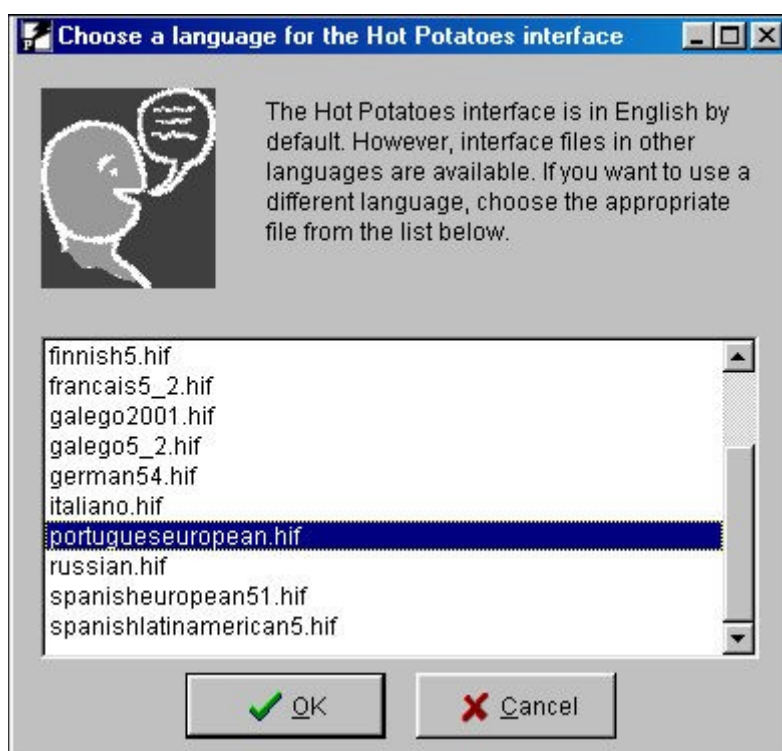 Choose a language for the Hot Potatoes interface
The Hot Potatoes interface is in English by
default. However, interface files in other
languages are available. If you want to use a
different language, choose the appropriate
file from the list below.
finnish5.hif
francais5_2.hif
galego2001.hif
galego5_2.hif
german54.hif
italiano.hif
portugueseuropean.hif
russian.hif
spanisheuropean51.hif
spanishlatinamerican5.hif
OK
Cancel